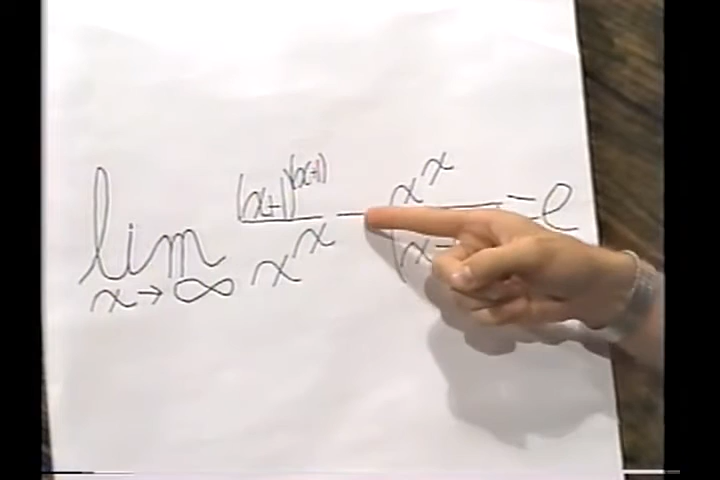 lim x→∞ (x+1)^(x+1) / x^x − x^x / (x− = e